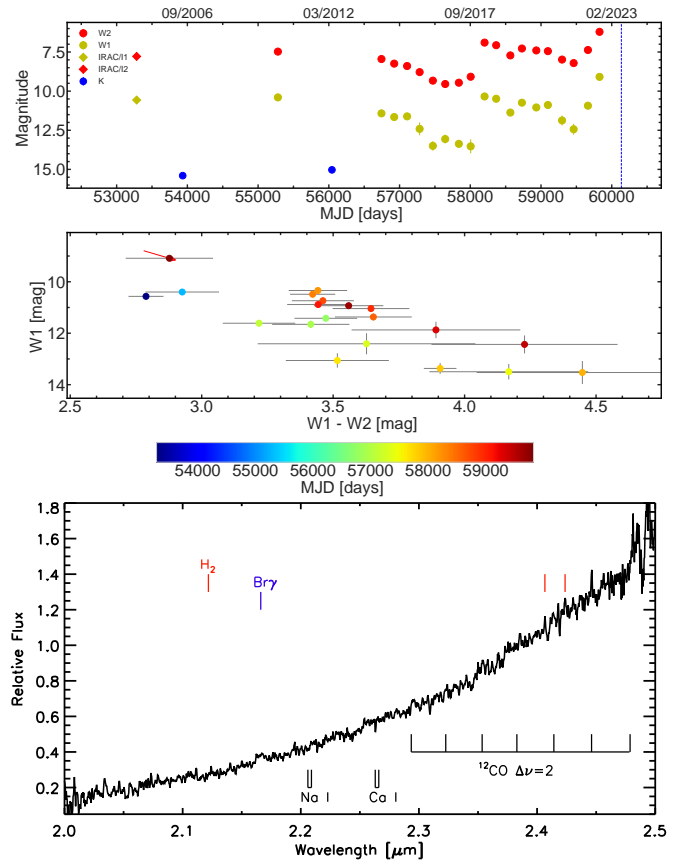 09/2006 03/2012 09/2017 02/2023
W2
W1
IRAC/I1
IRAC/I2
K
7.5
10.0
12.5
15.0
Magnitude
53000 54000 55000 56000 57000 58000 59000 60000
MJD [days]
10
12
14
W1 [mag]
2.5 3.0 3.5 4.0 4.5
W1 - W2 [mag]
54000 55000 56000 57000 58000 59000
MJD [days]
1.8
1.6
1.4
1.2
1.0
0.8
0.6
0.4
0.2
Relative Flux
H₂
Brγ
¹²CO Δν=2
Na I Ca I
2.0 2.1 2.2 2.3 2.4 2.5
Wavelength [μm]